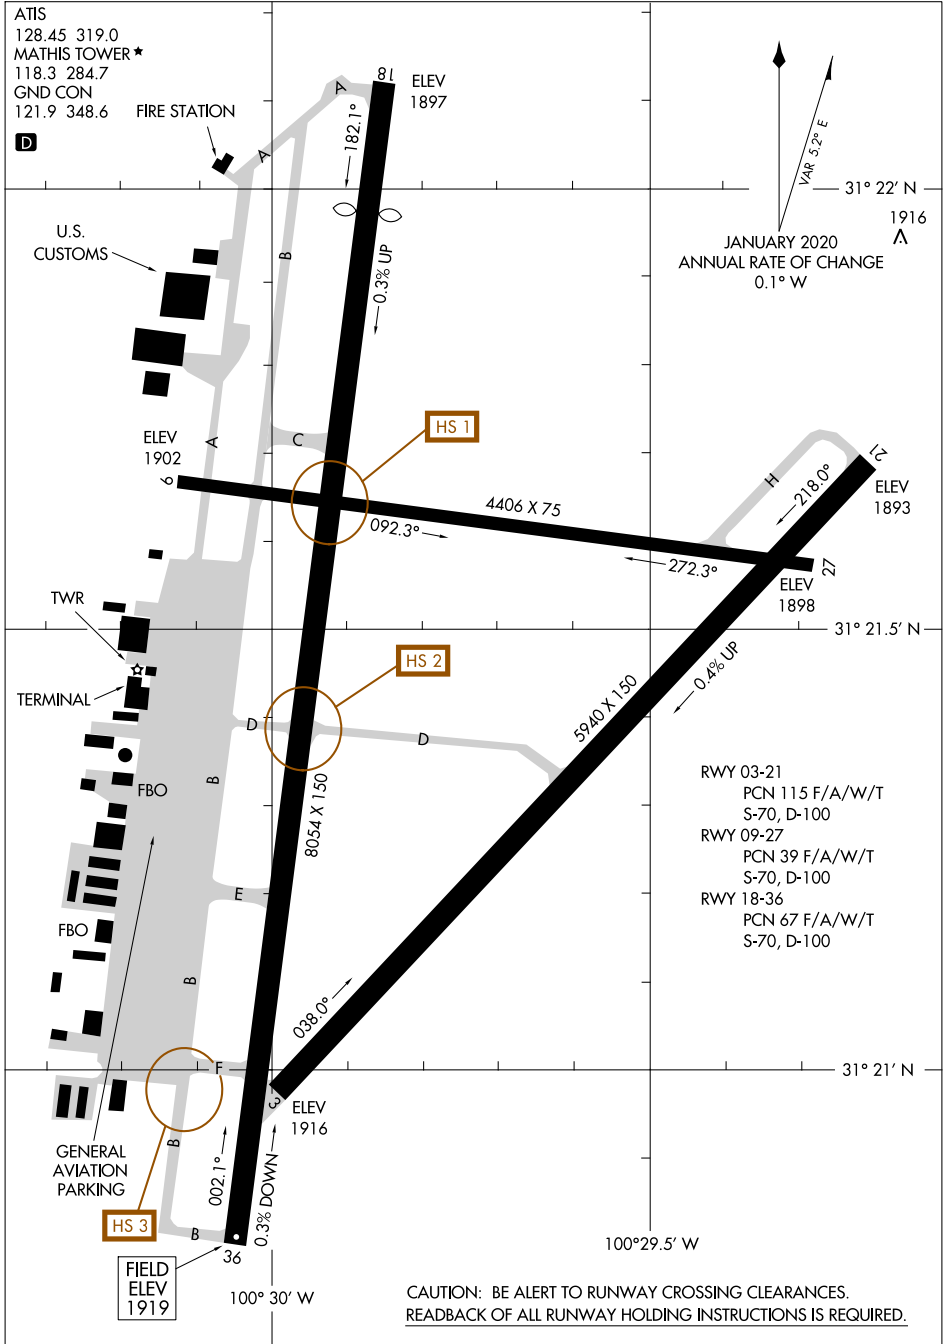 ATIS
128.45 319.0
MATHIS TOWER
118.3 284.7
GND CON
121.9 348.6
D
FIRE STATION
A
A
18
ELEV
1897
182.1°
VAR 5.2° E
31° 22' N
1916
JANUARY 2020
ANNUAL RATE OF CHANGE
0.1° W
U.S.
CUSTOMS
B
0.3% UP
HS 1
ELEV
1902
A
C
9
4406 X 75
092.3°
272.3°
H
21
218.0°
ELEV
1893
27
ELEV
1898
TWR
31° 21.5' N
HS 2
TERMINAL
0.4% UP
D
D
5940 X 150
B
FBO
8054 X 150
RWY 03-21
PCN 115 F/A/W/T
S-70, D-100
RWY 09-27
PCN 39 F/A/W/T
S-70, D-100
RWY 18-36
PCN 67 F/A/W/T
S-70, D-100
E
FBO
B
038.0°
F
31° 21' N
3
ELEV
1916
GENERAL
AVIATION
PARKING
B
002.1°
0.3% DOWN
HS 3
B
36
100°29.5' W
FIELD
ELEV
1919
100° 30' W
CAUTION: BE ALERT TO RUNWAY CROSSING CLEARANCES.
READBACK OF ALL RUNWAY HOLDING INSTRUCTIONS IS REQUIRED.